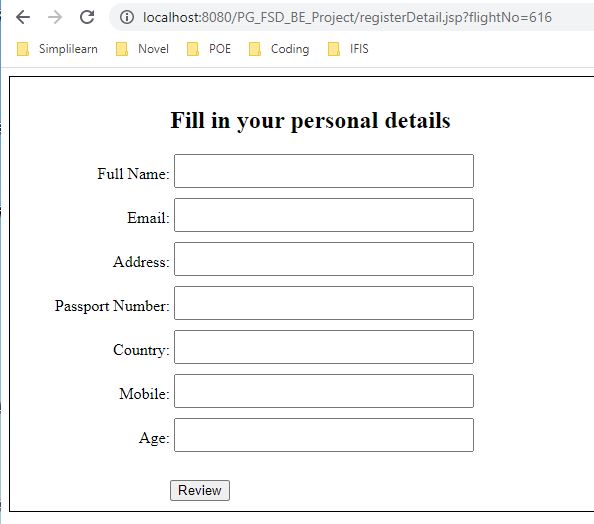 localhost:8080/PG_FSD_BE_Project/registerDetail.jsp?flightNo=616
Simplilearn Novel POE Coding IFIS
Fill in your personal details
Full Name:
Email:
Address:
Passport Number:
Country:
Mobile:
Age:
Review